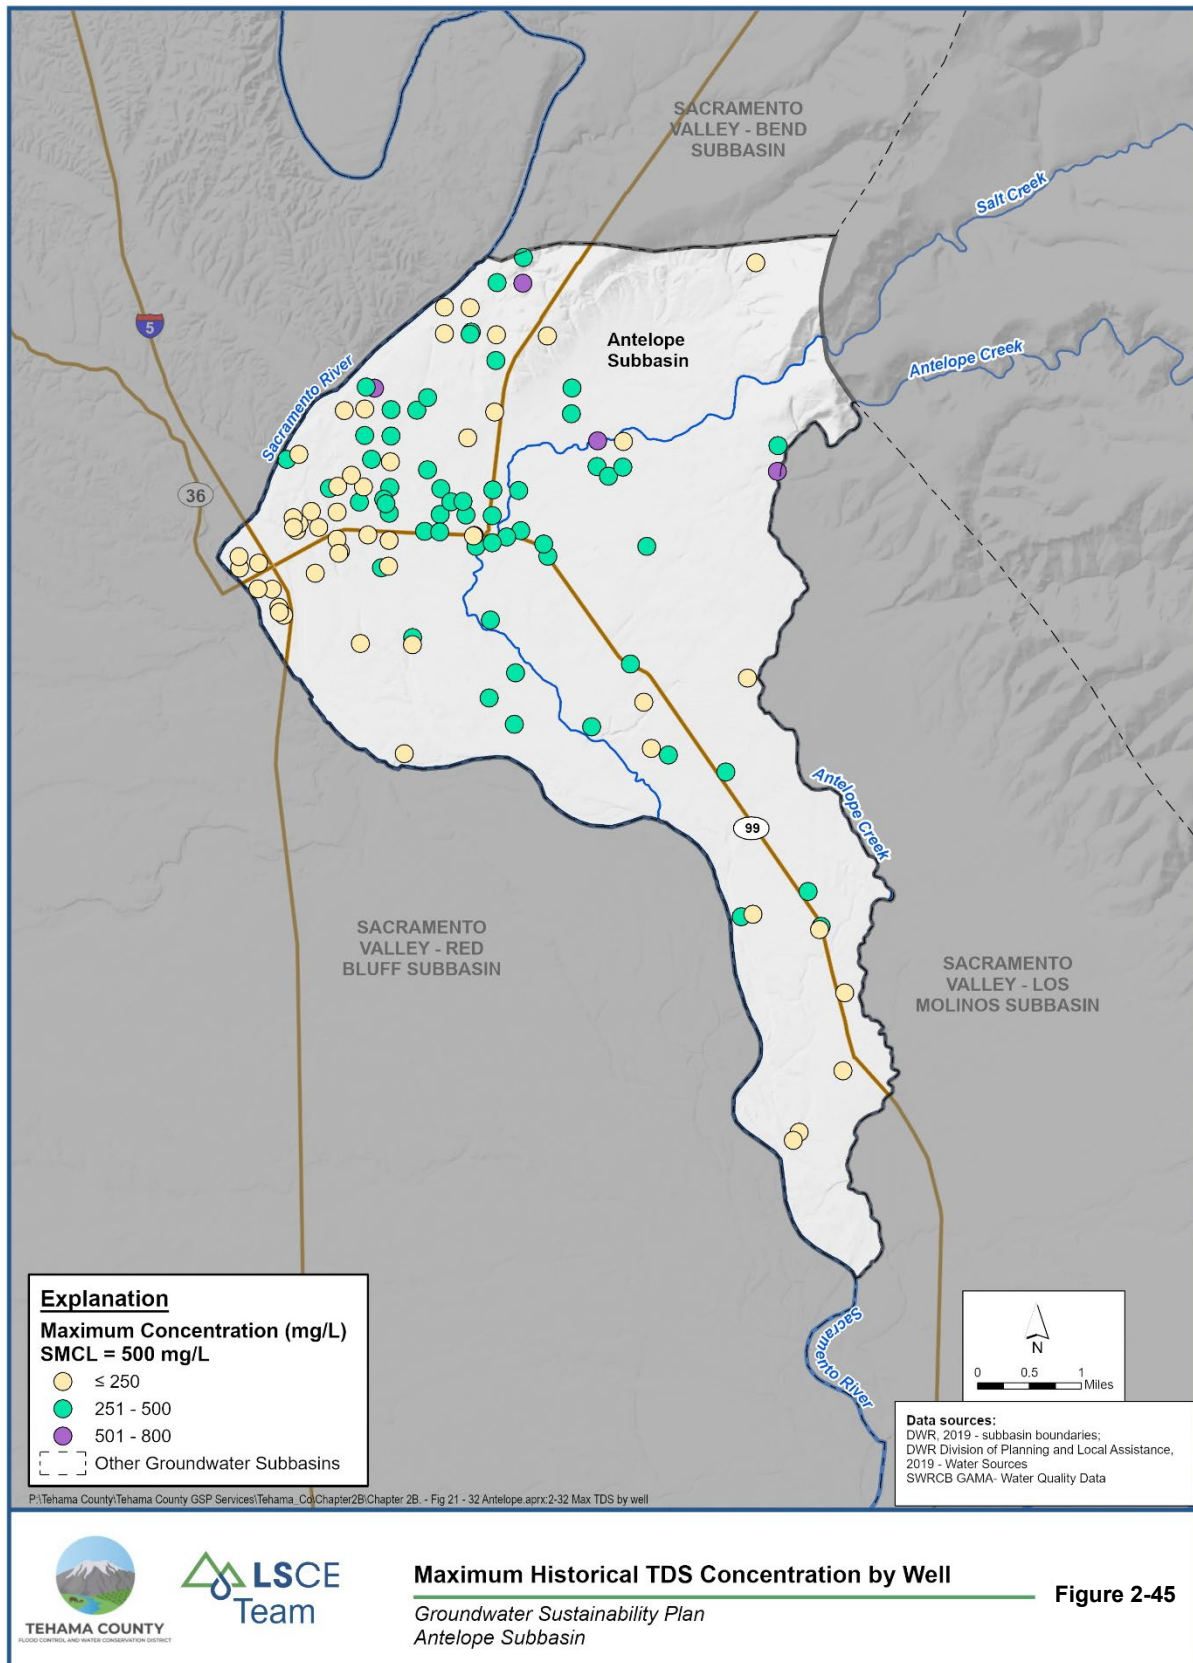 SACRAMENTO
VALLEY - BEND
SUBBASIN
Salt Creek
Antelope Creek
5
Antelope
Subbasin
Sacramento River
36
Antelope Creek
99
SACRAMENTO
VALLEY - RED
BLUFF SUBBASIN
SACRAMENTO
VALLEY - LOS
MOLINOS SUBBASIN
Sacramento River
Explanation
Maximum Concentration (mg/L)
SMCL = 500 mg/L
≤ 250
251 - 500
501 - 800
Other Groundwater Subbasins
N
0 0.5 1
Miles
Data sources:
DWR, 2019 - subbasin boundaries;
DWR Division of Planning and Local Assistance,
2019 - Water Sources
SWRCB GAMA- Water Quality Data
P:\Tehama County\Tehama County GSP Services\Tehama_Co\Chapter2B\Chapter 2B. - Fig 21 - 32 Antelope.aprx:2-32 Max TDS by well
TEHAMA COUNTY
FLOOD CONTROL AND WATER CONSERVATION DISTRICT
LSCE
Team
Maximum Historical TDS Concentration by Well
Groundwater Sustainability Plan
Antelope Subbasin
Figure 2-45